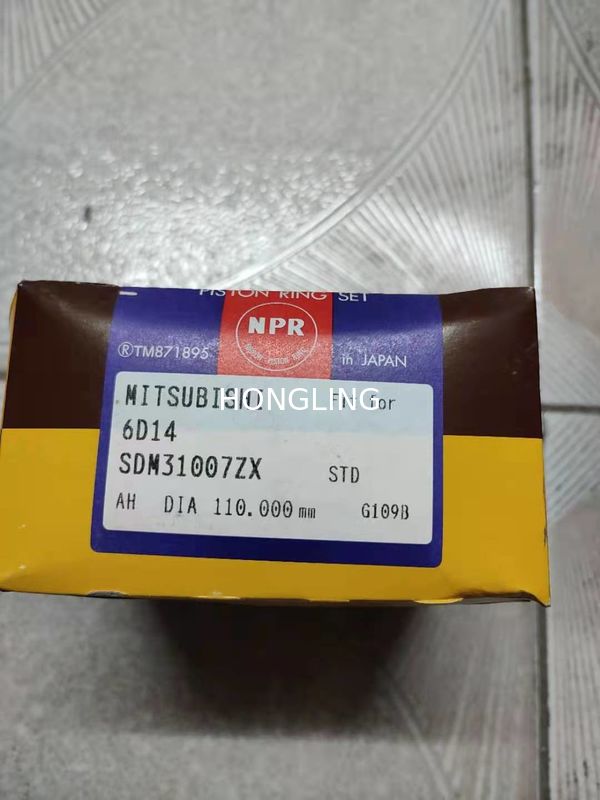 PISTON RING SET
NPR
®TM871895
in JAPAN
MITSUBISHI Fit for
HONGLING
6D14
SDM31007ZX STD
AH DIA 110.000 mm G109B